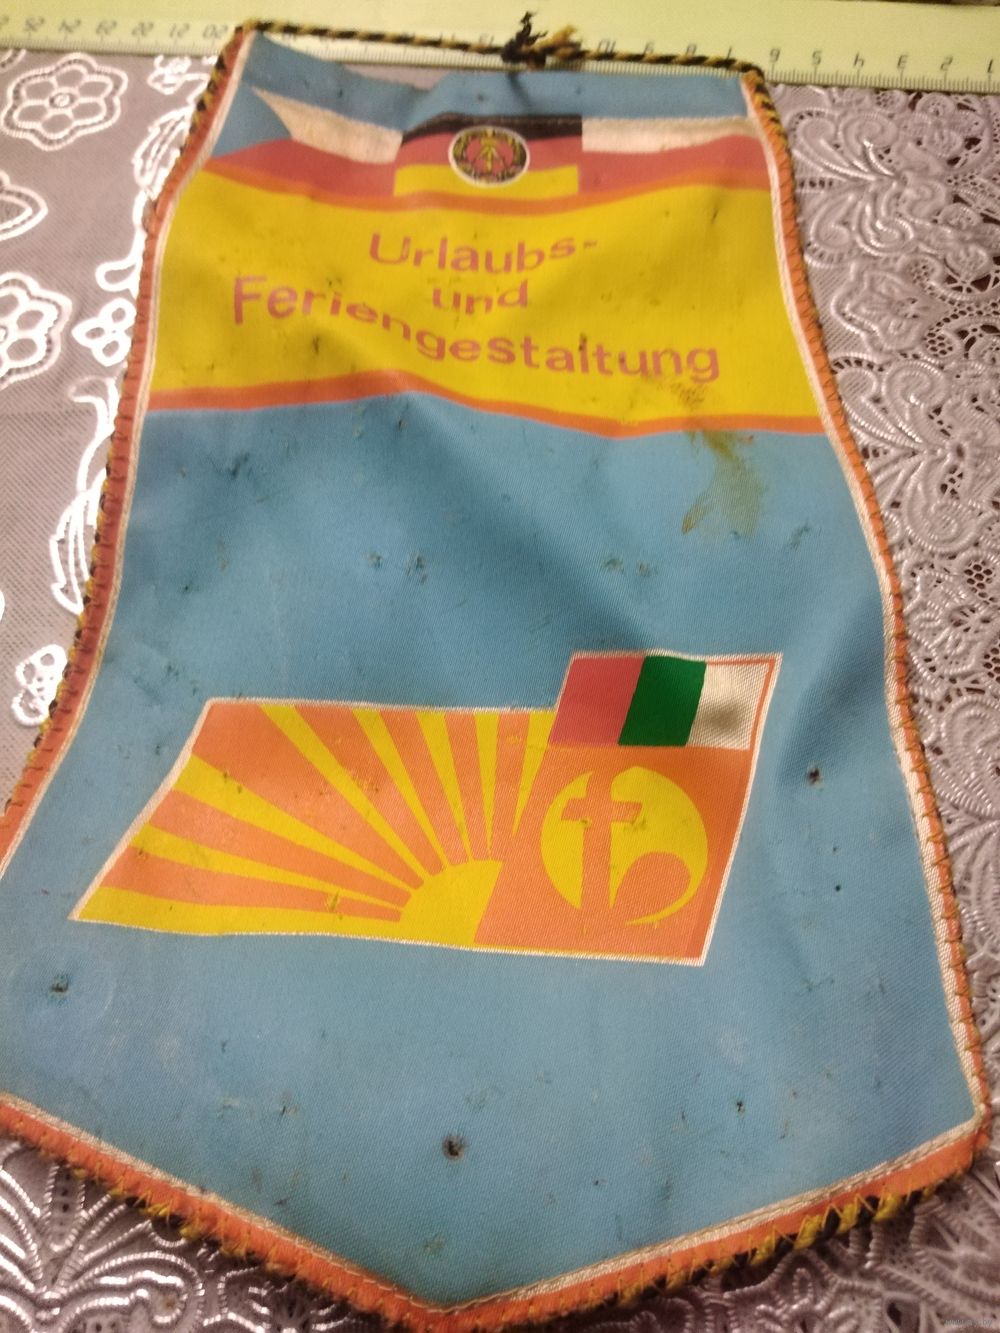 Urlaubs-
und
Feriengestaltung